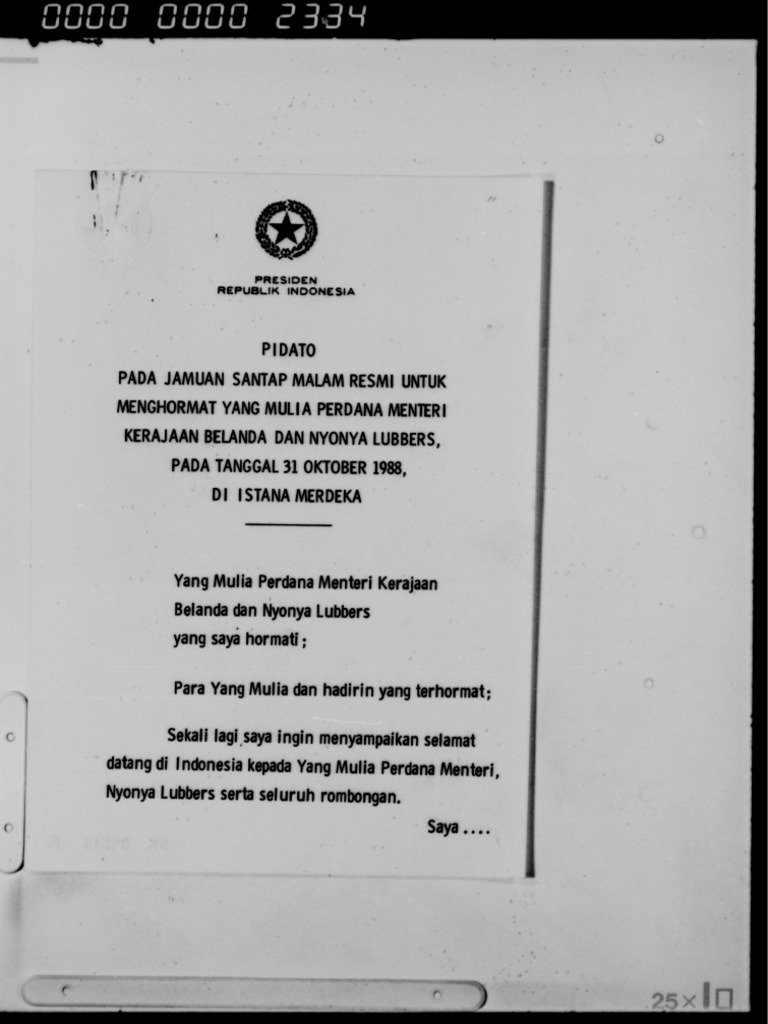 0000 0000 2334
PRESIDEN
REPUBLIK INDONESIA
PIDATO
PADA JAMUAN SANTAP MALAM RESMI UNTUK
MENGHORMAT YANG MULIA PERDANA MENTERI
KERAJAAN BELANDA DAN NYONYA LUBBERS,
PADA TANGGAL 31 OKTOBER 1988,
DI ISTANA MERDEKA
Yang Mulia Perdana Menteri Kerajaan
Belanda dan Nyonya Lubbers
yang saya hormati;
Para Yang Mulia dan hadirin yang terhormat;
Sekali lagi saya ingin menyampaikan selamat
datang di Indonesia kepada Yang Mulia Perdana Menteri,
Nyonya Lubbers serta seluruh rombongan.
Saya ....
25×